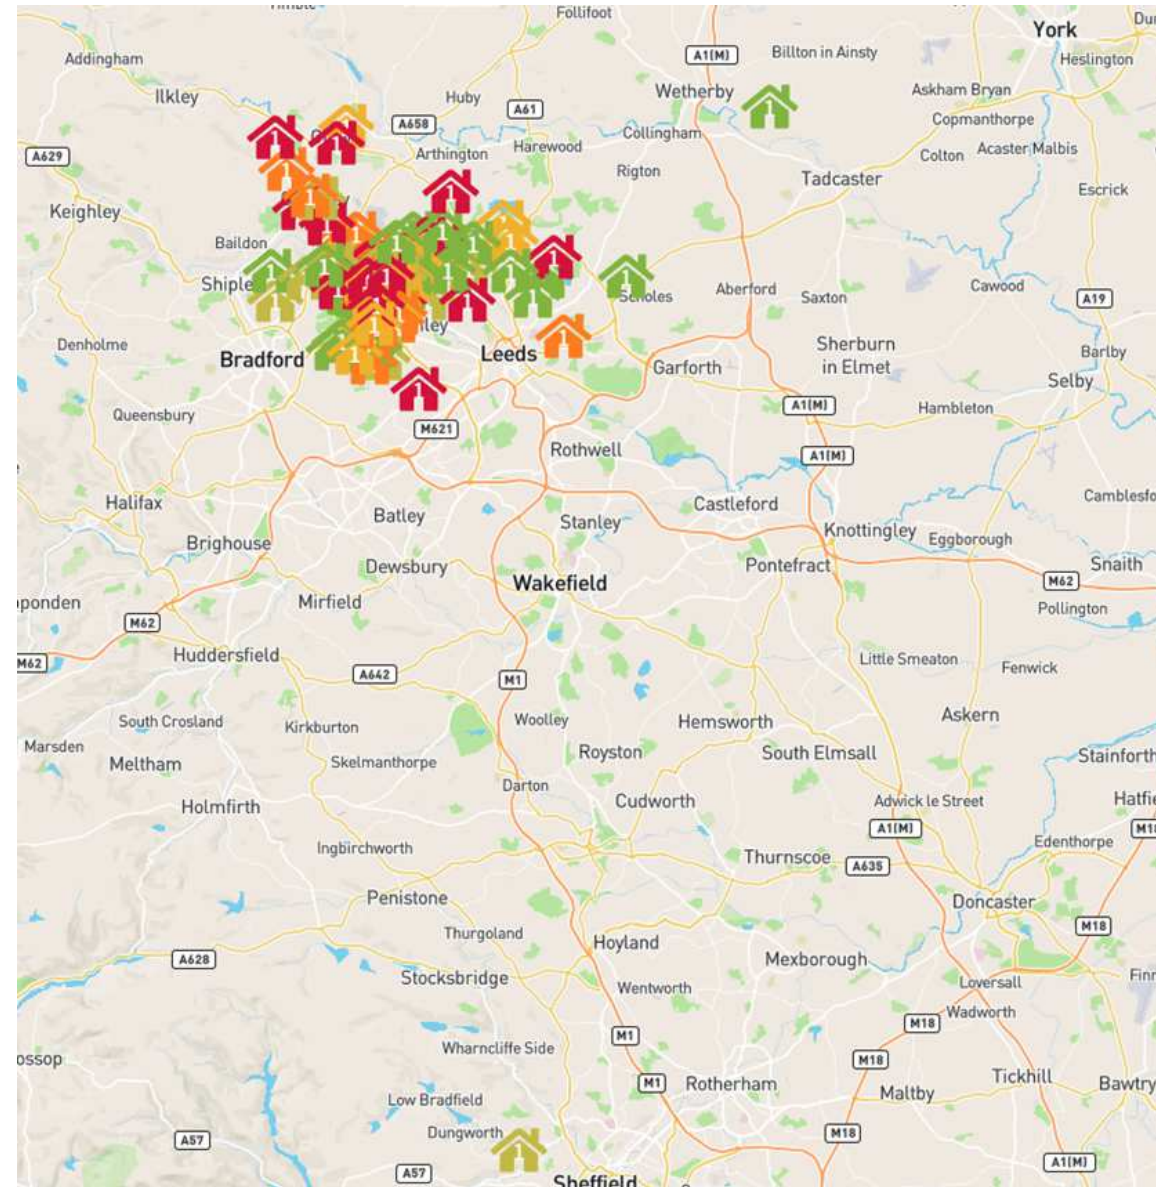 Follifoot
York
Addingham
A1(M)
Billton in Ainsty
Heslington
Ilkley
Huby
A61
Wetherby
Askham Bryan
A658
Collingham
Copmanthorpe
A629
Arthington
Harewood
Colton
Acaster Malbis
Rigton
Tadcaster
Escrick
Keighley
Baildon
Aberford
Saxton
Cawood
A19
Denholme
Bradford
Leeds
Sherburn
in Elmet
Barlby
Garforth
Selby
Queensbury
A1(M)
Hambleton
M621
Rothwell
A1(M)
Halifax
Batley
Stanley
Castleford
Camblesfo
Brighouse
Knottingley
Eggborough
Dewsbury
Wakefield
Pontefract
Snaith
M62
ponden
Mirfield
Pollington
M62
M62
Huddersfield
A642
M1
Little Smeaton
Fenwick
South Crosland
Kirkburton
Woolley
Hemsworth
Askern
Marsden
Meltham
Skelmanthorpe
Royston
South Elmsall
Stainforth
Darton
Holmfirth
Cudworth
Adwick le Street
Hatfie
A1(M)
M18
Ingbirchworth
Edenthorpe
Thurnscoe
A635
Penistone
Doncaster
Thurgoland
Hoyland
M18
A628
Mexborough
Stocksbridge
Wentworth
Loversall
Finn
Wadworth
M18
M1
Wharncliffe Side
ossop
M18
M1
Rotherham
Tickhill
Bawtry
Low Bradfield
Maltby
Dungworth
M18
A57
A57
A1(M)
Sheffield